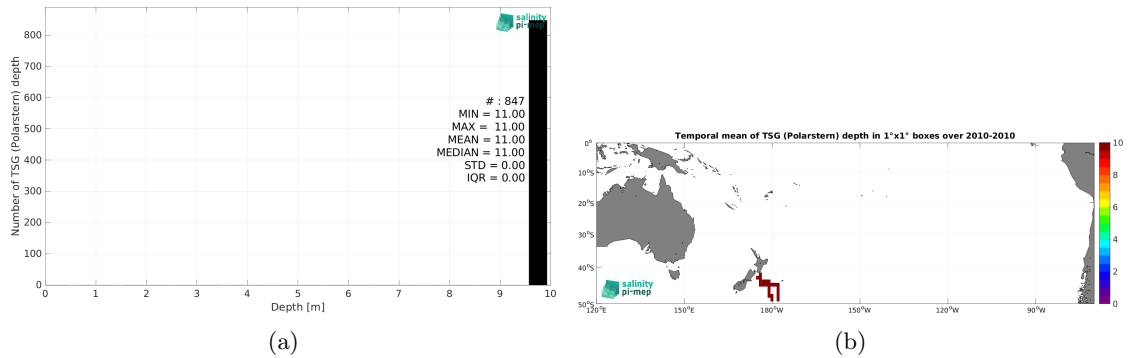 salinity
pi-mep
Number of TSG (Polarstern) depth
800
700
600
500
400
300
200
100
0
# : 847
MIN = 11.00
MAX = 11.00
MEAN = 11.00
MEDIAN = 11.00
STD = 0.00
IQR = 0.00
0 1 2 3 4 5 6 7 8 9 10
Depth [m]
(a)
Temporal mean of TSG (Polarstern) depth in 1°x1° boxes over 2010-2010
0°
10°S
20°S
30°S
40°S
50°S
120°E 150°E 180°W 150°W 120°W 90°W
10
8
6
4
2
0
salinity
pi-mep
(b)